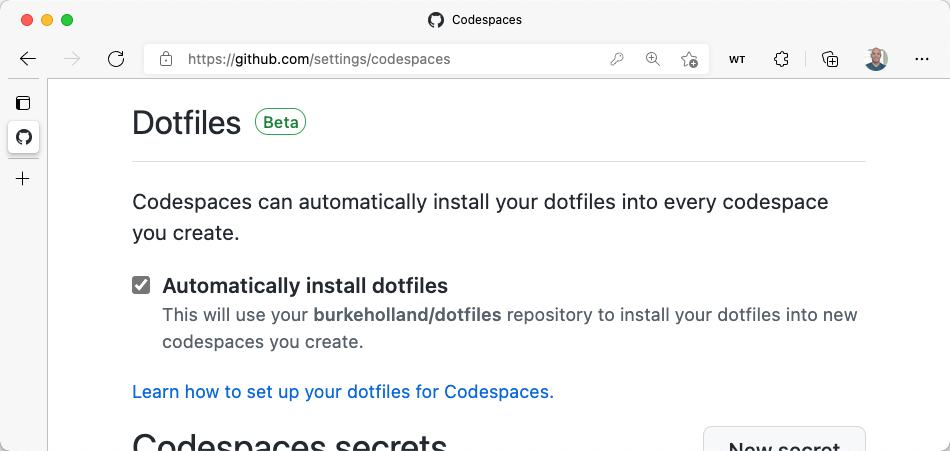 Codespaces
https://github.com/settings/codespaces
WT
Dotfiles Beta
Codespaces can automatically install your dotfiles into every codespace
you create.
Automatically install dotfiles
This will use your burkeholland/dotfiles repository to install your dotfiles into new
codespaces you create.
Learn how to set up your dotfiles for Codespaces.
Codespaces secrets
New secret